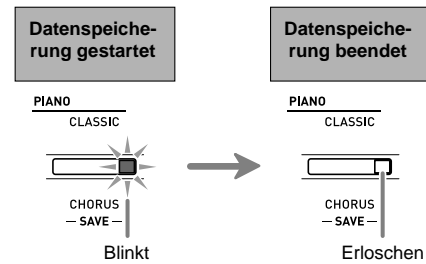 Datenspeiche-
rung gestartet
PIANO
CLASSIC
CHORUS
— SAVE —
Blinkt
Datenspeiche-
rung beendet
PIANO
CLASSIC
CHORUS
— SAVE —
Erloschen